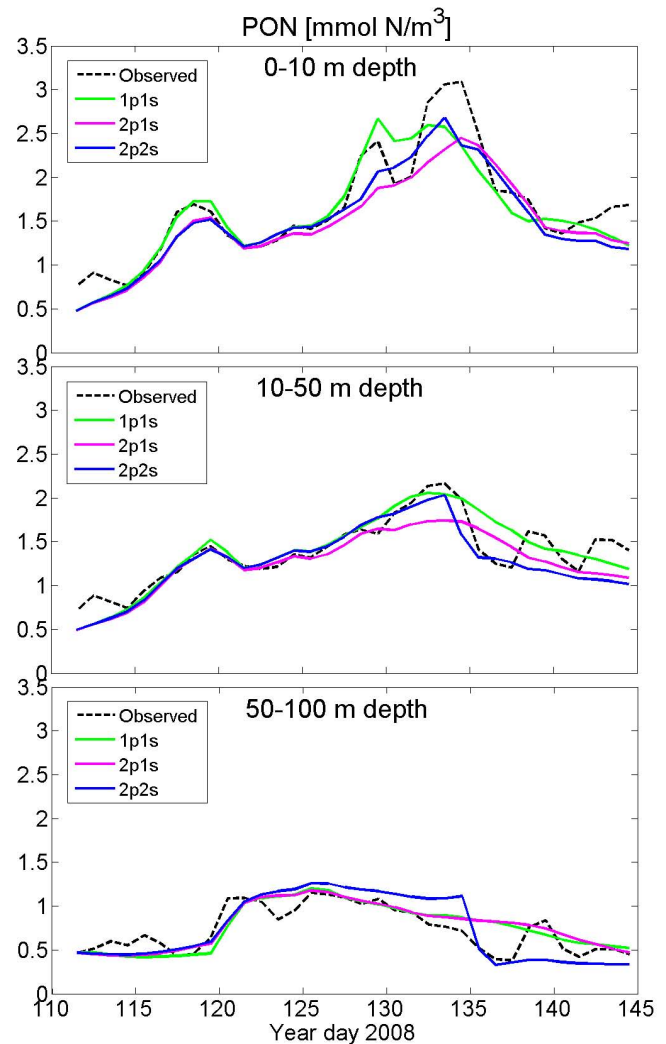 PON [mmol N/m³]
3.5
0-10 m depth
Observed
1p1s
2p1s
2p2s
3
2.5
2
1.5
1
0.5
0
3.5
10-50 m depth
Observed
1p1s
2p1s
2p2s
3
2.5
2
1.5
1
0.5
0
3.5
50-100 m depth
Observed
1p1s
2p1s
2p2s
3
2.5
2
1.5
1
0.5
0
110 115 120 125 130 135 140 145
Year day 2008